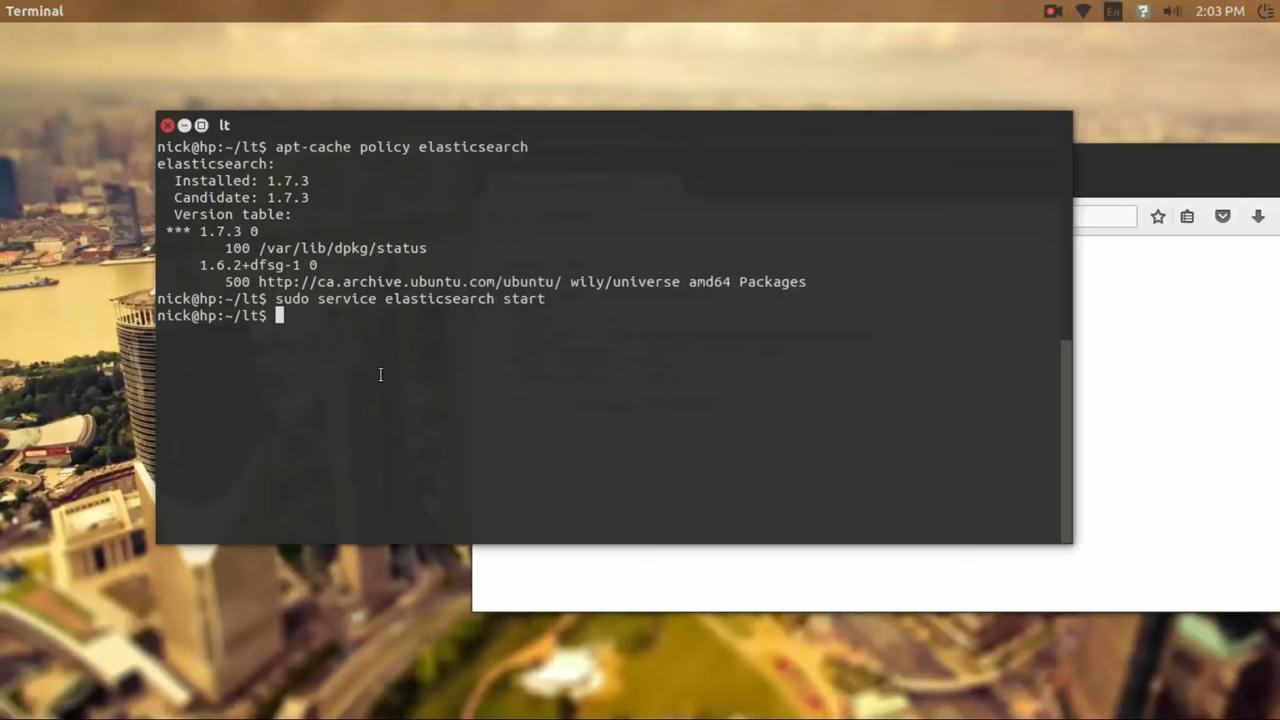 Terminal
En
2:03 PM
lt
nick@hp:~/lt$ apt-cache policy elasticsearch
elasticsearch:
  Installed: 1.7.3
  Candidate: 1.7.3
  Version table:
 *** 1.7.3 0
        100 /var/lib/dpkg/status
     1.6.2+dfsg-1 0
        500 http://ca.archive.ubuntu.com/ubuntu/ wily/universe amd64 Packages
nick@hp:~/lt$ sudo service elasticsearch start
nick@hp:~/lt$